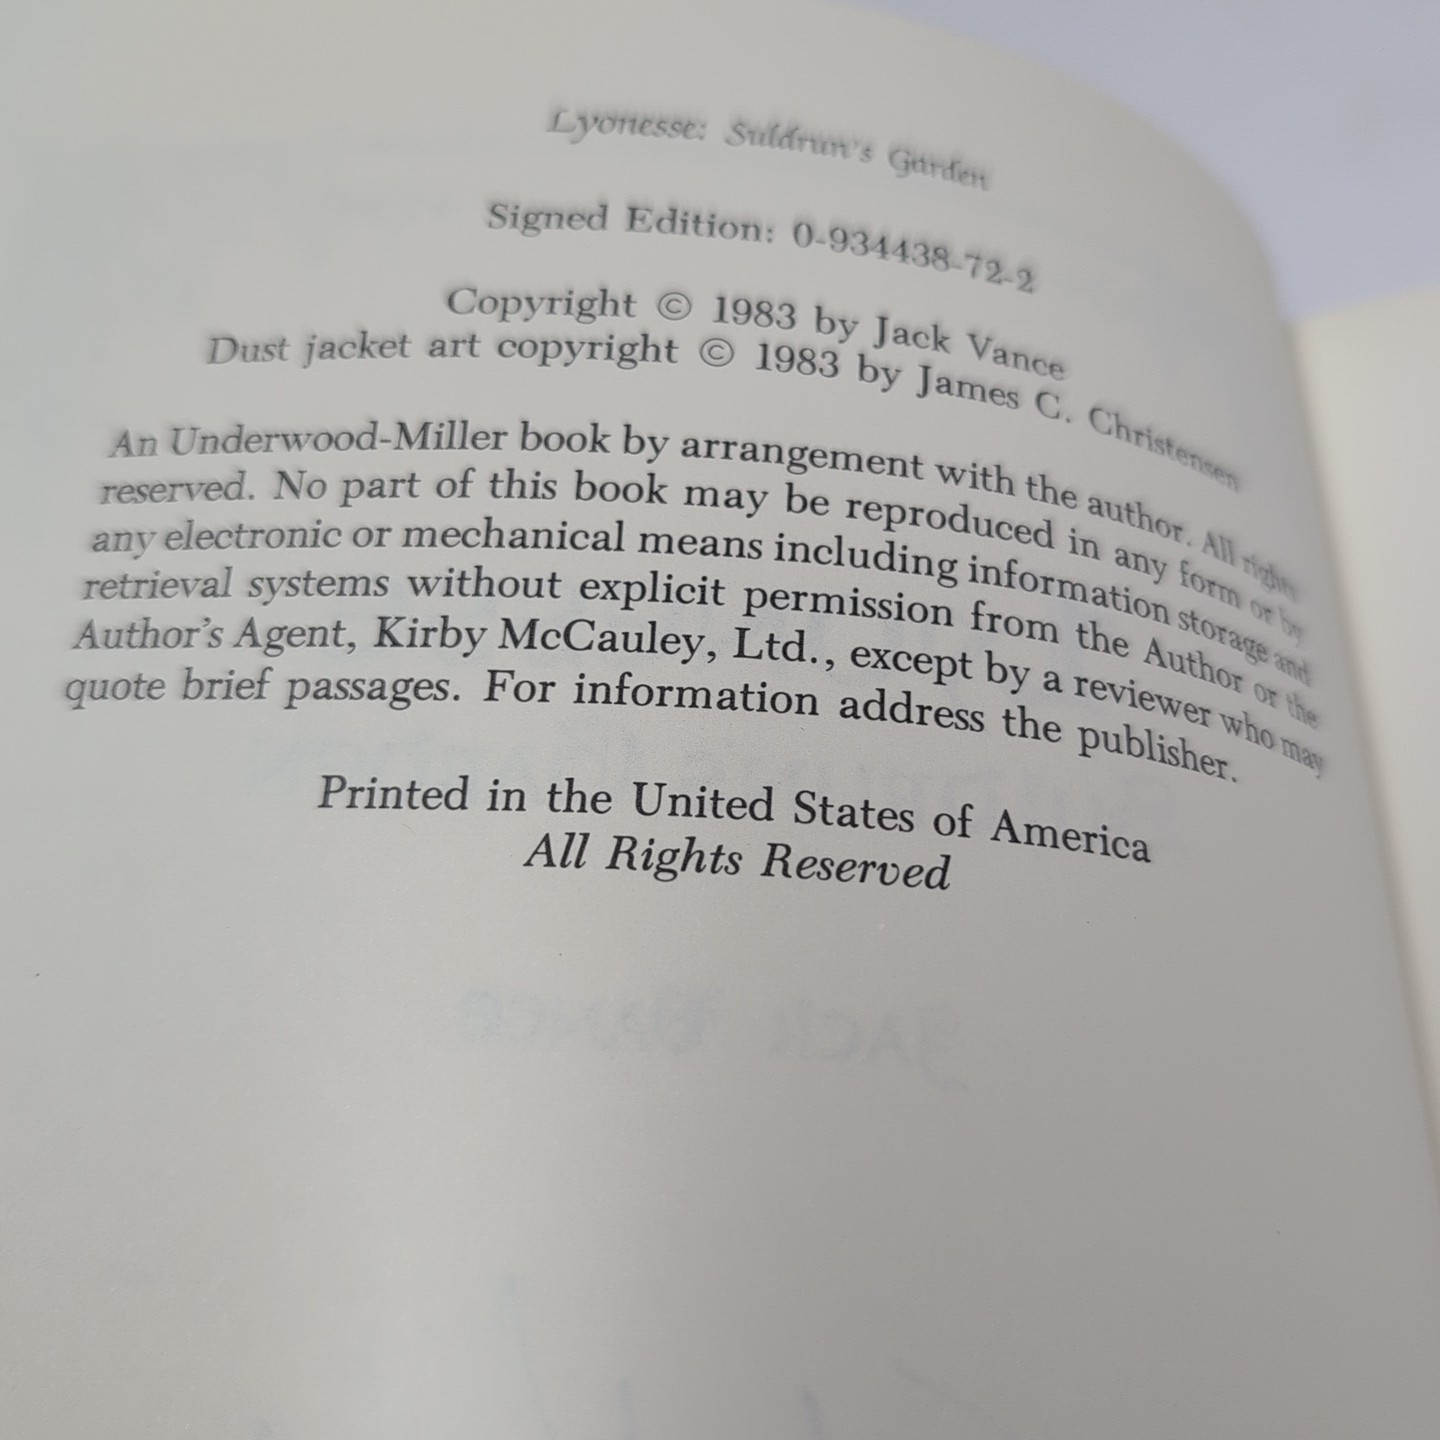 Lyonesse: Suldrun's Garden
Signed Edition: 0-934438-72-2
Copyright © 1983 by Jack Vance
Dust jacket art copyright © 1983 by James C. Christensen
An Underwood-Miller book by arrangement with the author. All rights
reserved. No part of this book may be reproduced in any form or by
any electronic or mechanical means including information storage and
retrieval systems without explicit permission from the Author or the
Author's Agent, Kirby McCauley, Ltd., except by a reviewer who may
quote brief passages. For information address the publisher.
Printed in the United States of America
All Rights Reserved
JACK VANCE